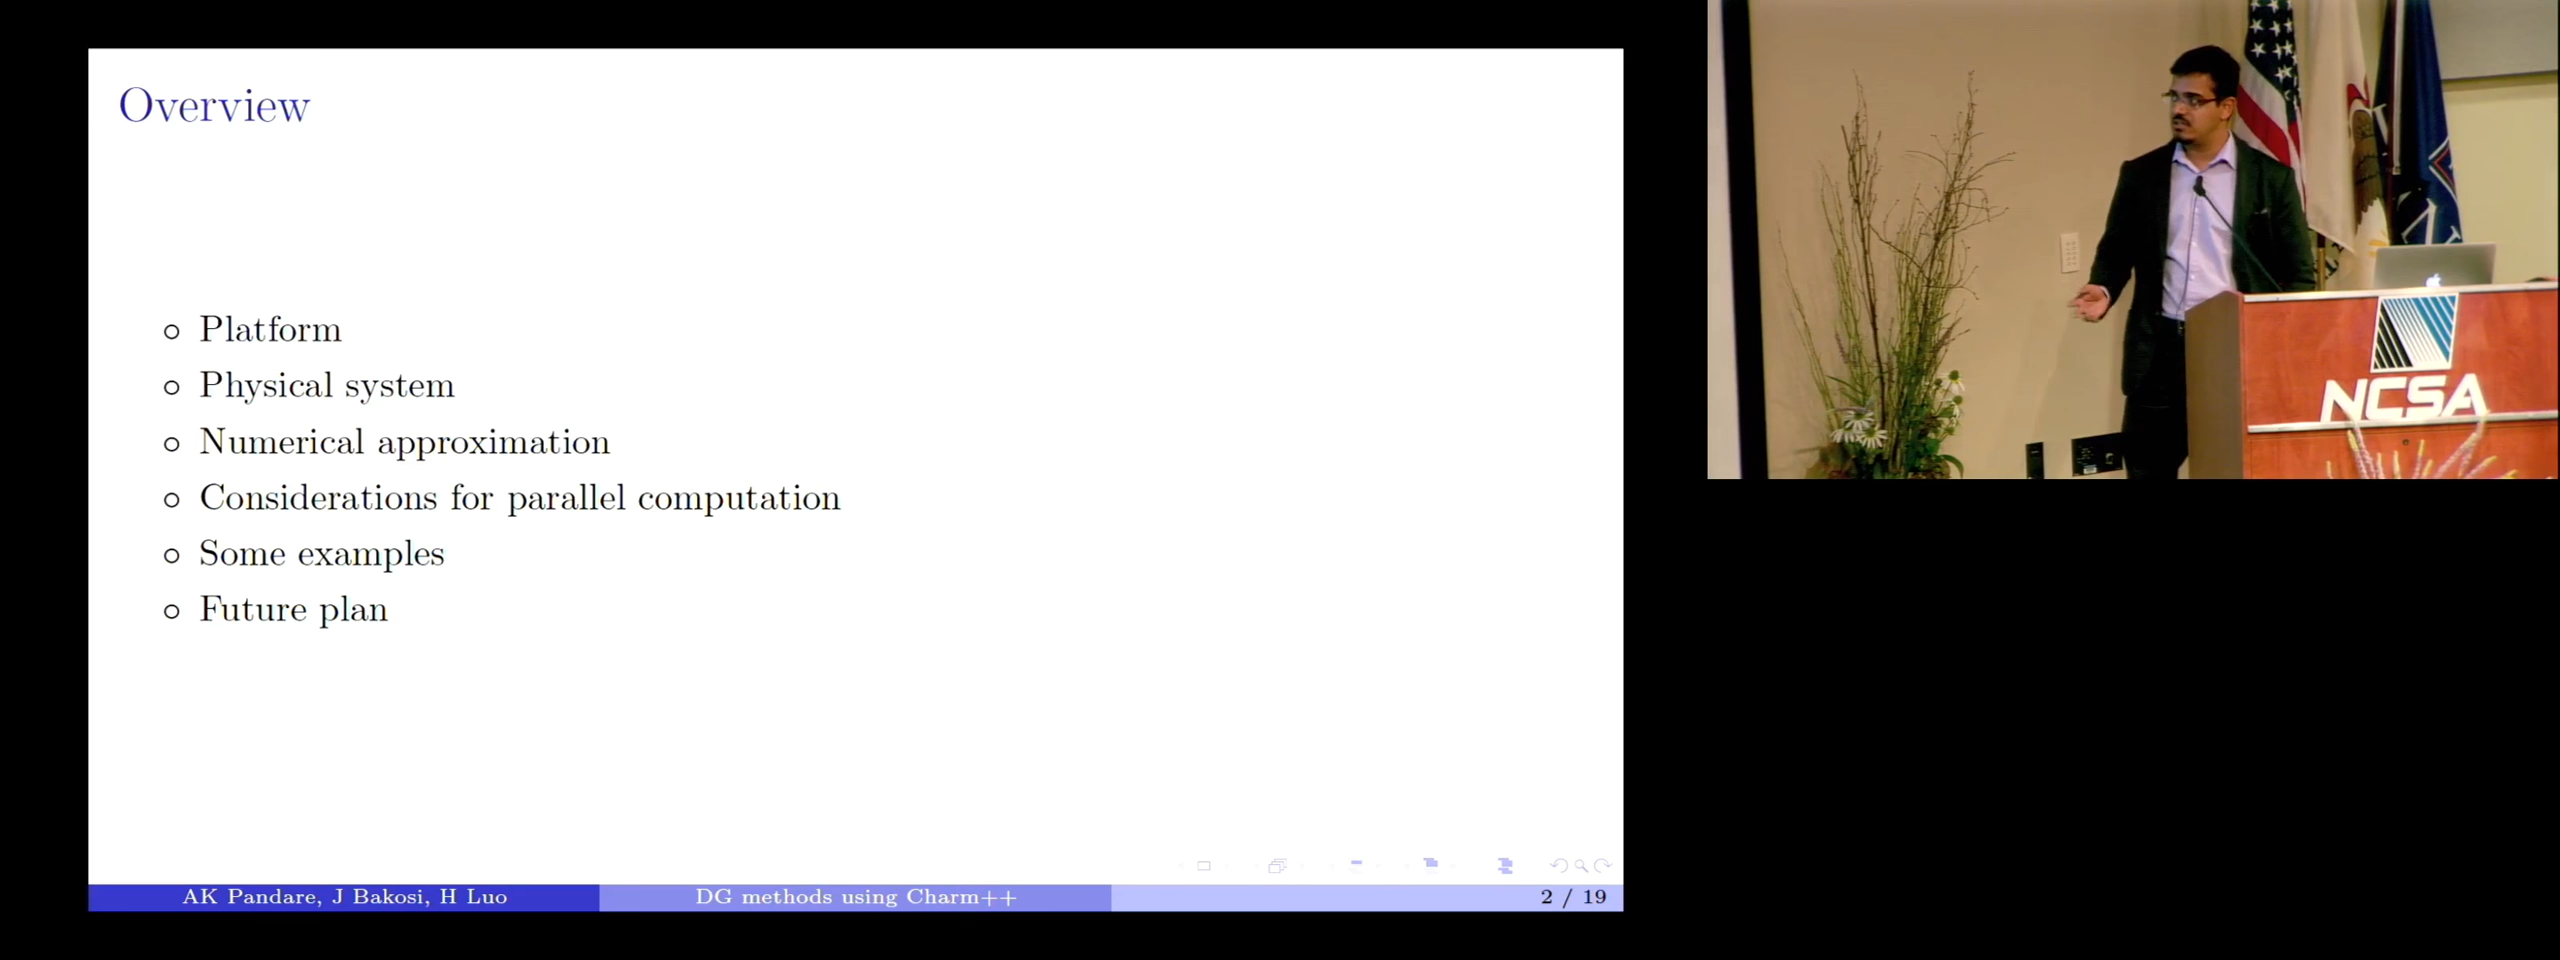 Overview
Platform
Physical system
Numerical approximation
Considerations for parallel computation
Some examples
Future plan
AK Pandare, J Bakosi, H Luo
DG methods using Charm++
2 / 19
NCSA